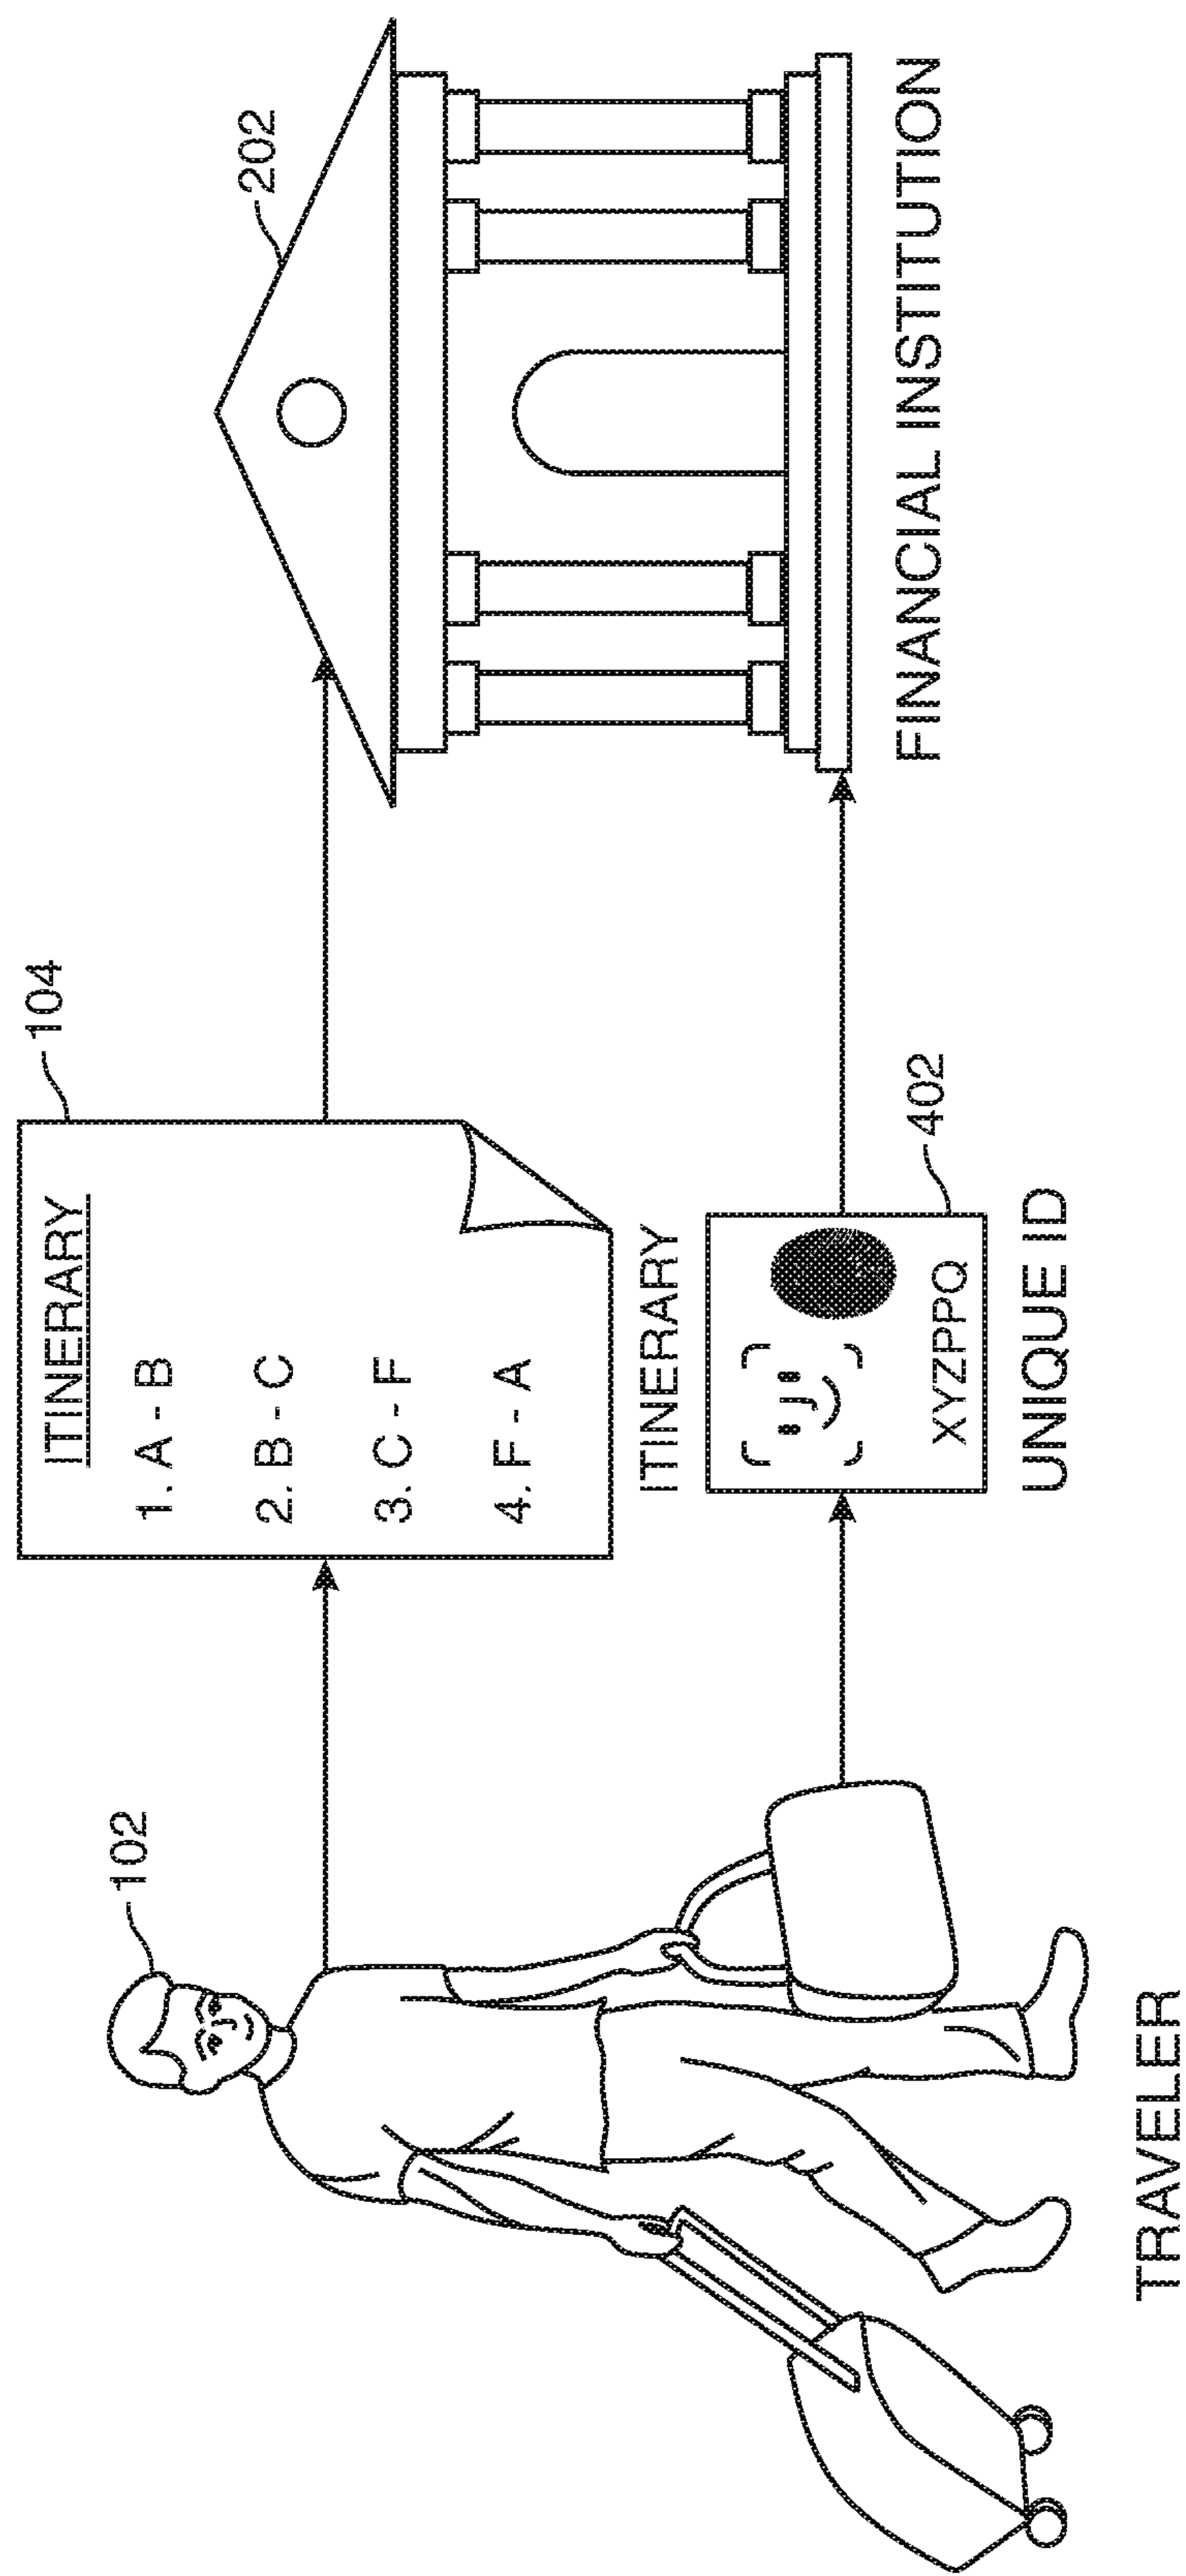 102
TRAVELER
104
ITINERARY
1. A - B
2. B - C
3. C - F
4. F - A
ITINERARY
XYZPPQ
402
UNIQUE ID
202
FINANCIAL INSTITUTION